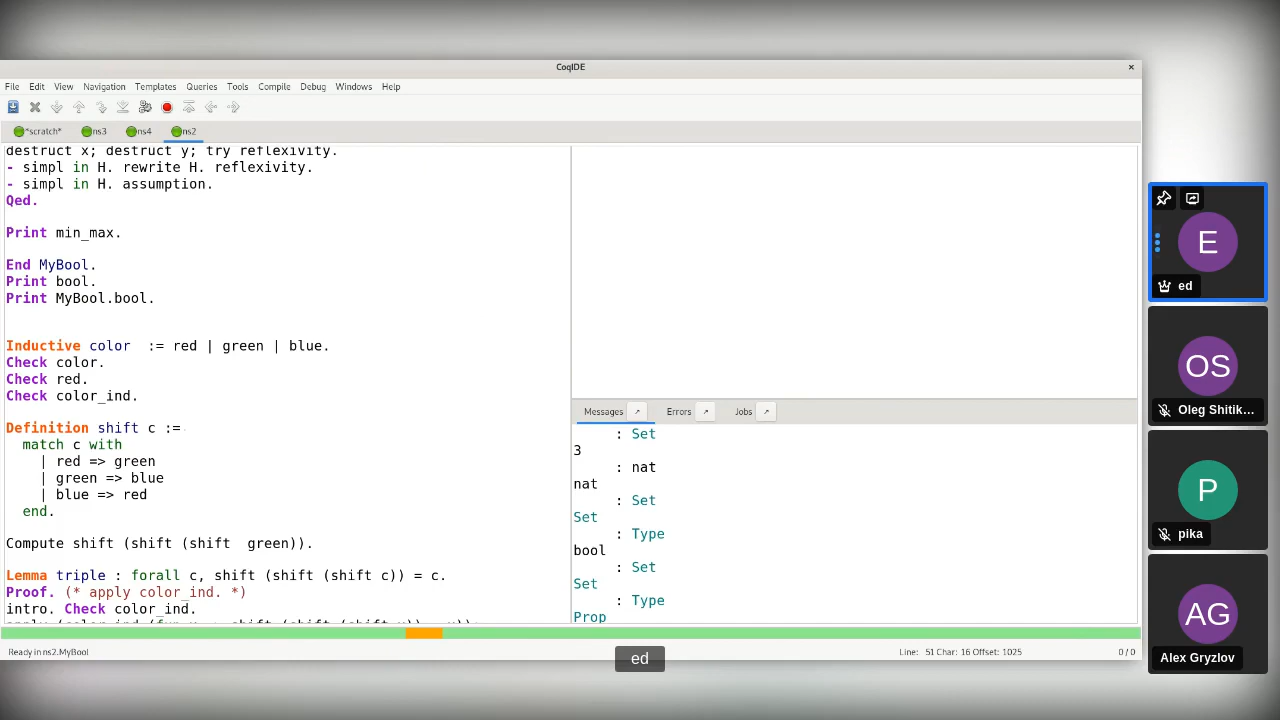 CoqIDE
File Edit View Navigation Templates Queries Tools Compile Debug Windows Help
*scratch* ns3 ns4 ns2
destruct x; destruct y; try reflexivity.
- simpl in H. rewrite H. reflexivity.
- simpl in H. assumption.
Qed.
Print min_max.
End MyBool.
Print bool.
Print MyBool.bool.
Inductive color := red | green | blue.
Check color.
Check red.
Check color_ind.
Definition shift c :=
match c with
| red => green
| green => blue
| blue => red
end.
Compute shift (shift (shift green)).
Lemma triple : forall c, shift (shift (shift c)) = c.
Proof. (* apply color_ind. *)
intro. Check color_ind.
Messages Errors Jobs
: Set
3
: nat
nat
: Set
Set
: Type
bool
: Set
Set
: Type
Prop
Ready in ns2.MyBool
Line: 51 Char: 16 Offset: 1025
0 / 0
ed
E
ed
OS
Oleg Shitik...
P
pika
AG
Alex Gryzlov